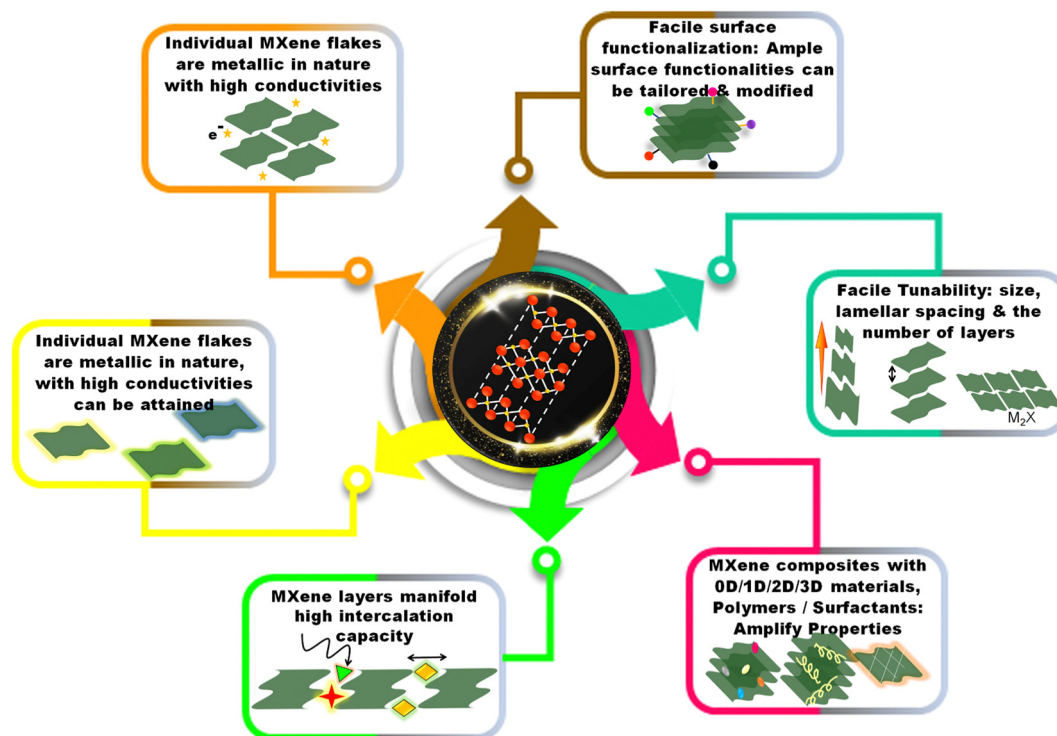 Individual MXene flakes
are metallic in nature
with high conductivities
e-
Facile surface
functionalization: Ample
surface functionalities can
be tailored & modified
Facile Tunability: size,
lamellar spacing & the
number of layers
M₂X
Individual MXene flakes
are metallic in nature,
with high conductivities
can be attained
MXene layers manifold
high intercalation
capacity
MXene composites with
0D/1D/2D/3D materials,
Polymers / Surfactants:
Amplify Properties